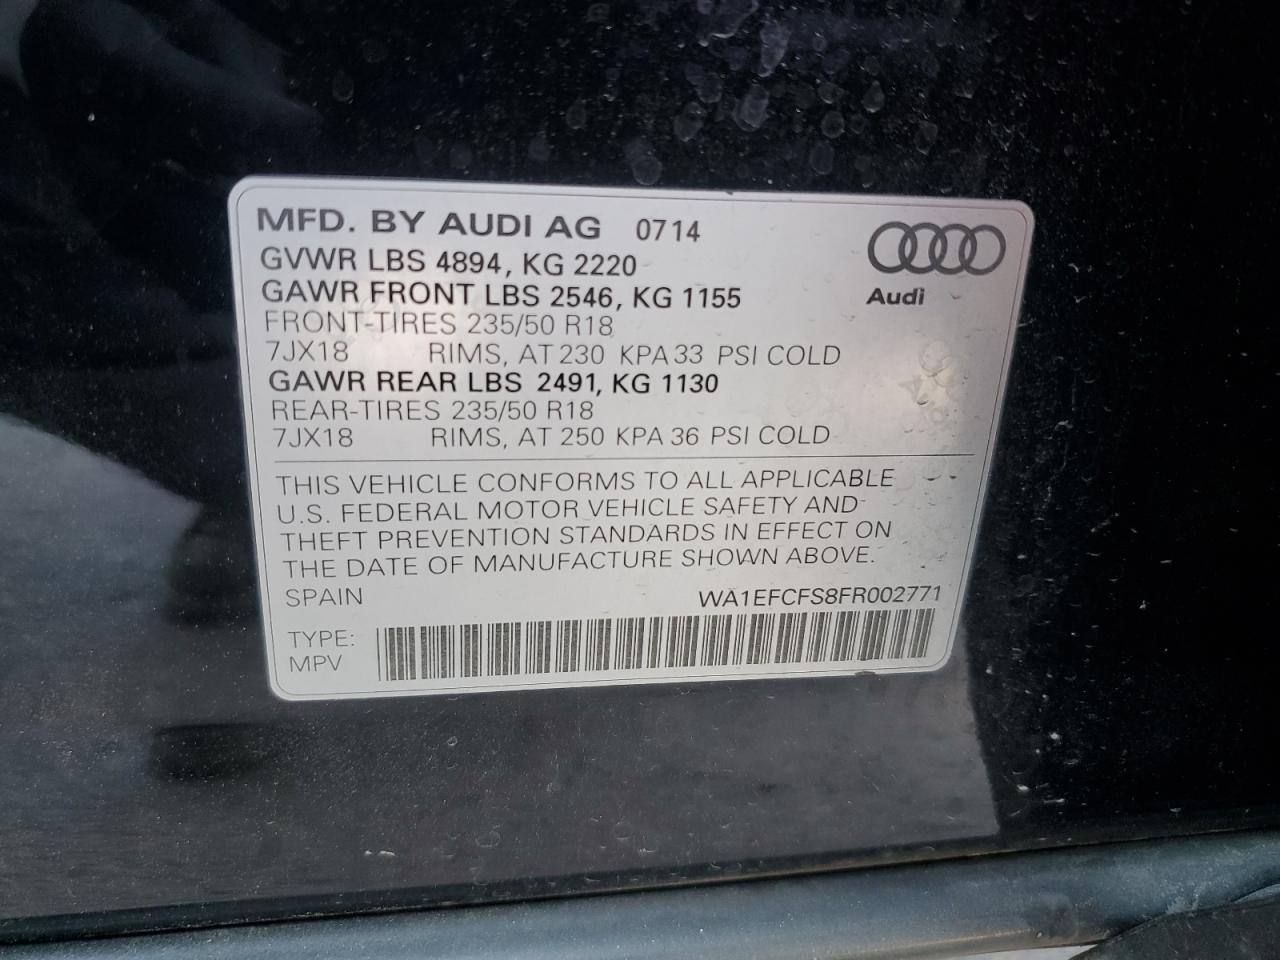 MFD. BY AUDI AG 0714
GVWR LBS 4894, KG 2220
GAWR FRONT LBS 2546, KG 1155
Audi
FRONT-TIRES 235/50 R18
7JX18 RIMS, AT 230 KPA 33 PSI COLD
GAWR REAR LBS 2491, KG 1130
REAR-TIRES 235/50 R18
7JX18 RIMS, AT 250 KPA 36 PSI COLD
THIS VEHICLE CONFORMS TO ALL APPLICABLE
U.S. FEDERAL MOTOR VEHICLE SAFETY AND
THEFT PREVENTION STANDARDS IN EFFECT ON
THE DATE OF MANUFACTURE SHOWN ABOVE.
SPAIN WA1EFCFS8FR002771
TYPE:
MPV